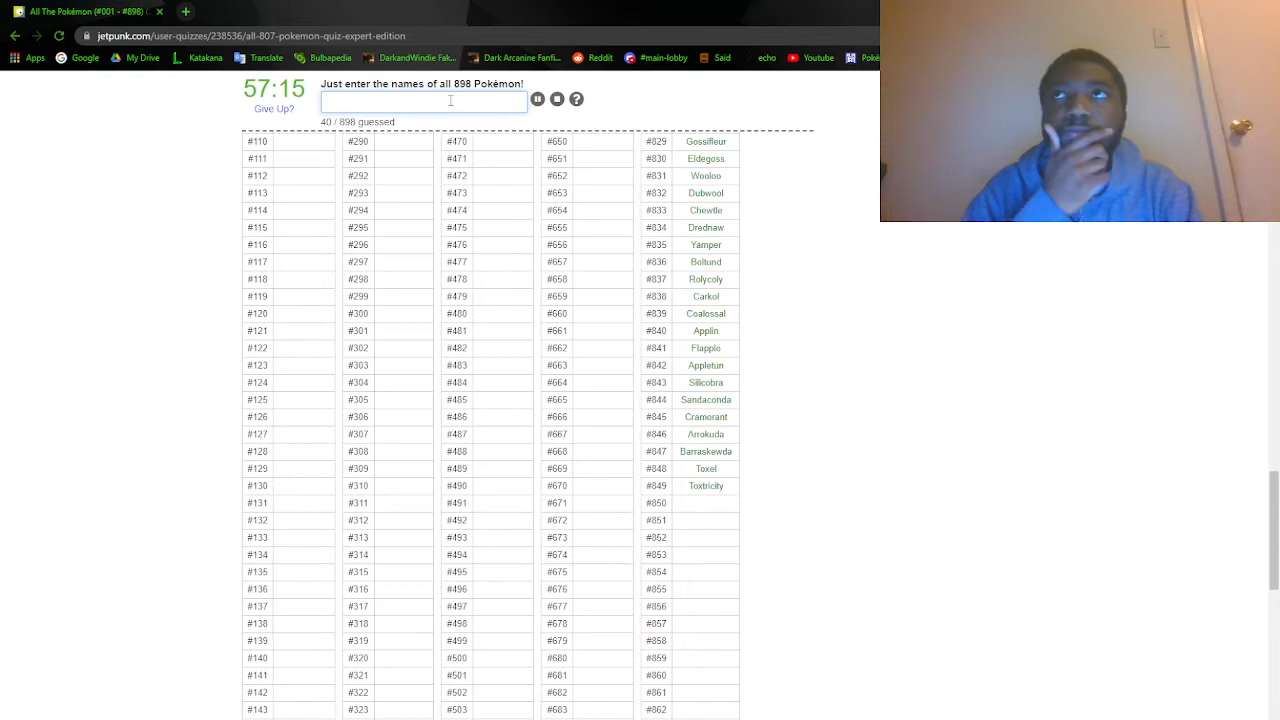 All The Pokémon (#001 - #898)
jetpunk.com/user-quizzes/238536/all-807-pokemon-quiz-expert-edition
Apps Google My Drive Katakana Translate Bulbapedia DarkandWindie Fak... Dark Arcanine Fanfi... Reddit #main-lobby Said echo Youtube Poké
57:15 Just enter the names of all 898 Pokémon!
Give Up?
40 / 898 guessed
#110 #290 #470 #650 #829 Gossifleur
#111 #291 #471 #651 #830 Eldegoss
#112 #292 #472 #652 #831 Wooloo
#113 #293 #473 #653 #832 Dubwool
#114 #294 #474 #654 #833 Chewtle
#115 #295 #475 #655 #834 Drednaw
#116 #296 #476 #656 #835 Yamper
#117 #297 #477 #657 #836 Boltund
#118 #298 #478 #658 #837 Rolycoly
#119 #299 #479 #659 #838 Carkol
#120 #300 #480 #660 #839 Coalossal
#121 #301 #481 #661 #840 Applin
#122 #302 #482 #662 #841 Flapple
#123 #303 #483 #663 #842 Appletun
#124 #304 #484 #664 #843 Silicobra
#125 #305 #485 #665 #844 Sandaconda
#126 #306 #486 #666 #845 Cramorant
#127 #307 #487 #667 #846 Arrokuda
#128 #308 #488 #668 #847 Barraskewda
#129 #309 #489 #669 #848 Toxel
#130 #310 #490 #670 #849 Toxtricity
#131 #311 #491 #671 #850
#132 #312 #492 #672 #851
#133 #313 #493 #673 #852
#134 #314 #494 #674 #853
#135 #315 #495 #675 #854
#136 #316 #496 #676 #855
#137 #317 #497 #677 #856
#138 #318 #498 #678 #857
#139 #319 #499 #679 #858
#140 #320 #500 #680 #859
#141 #321 #501 #681 #860
#142 #322 #502 #682 #861
#143 #323 #503 #683 #862